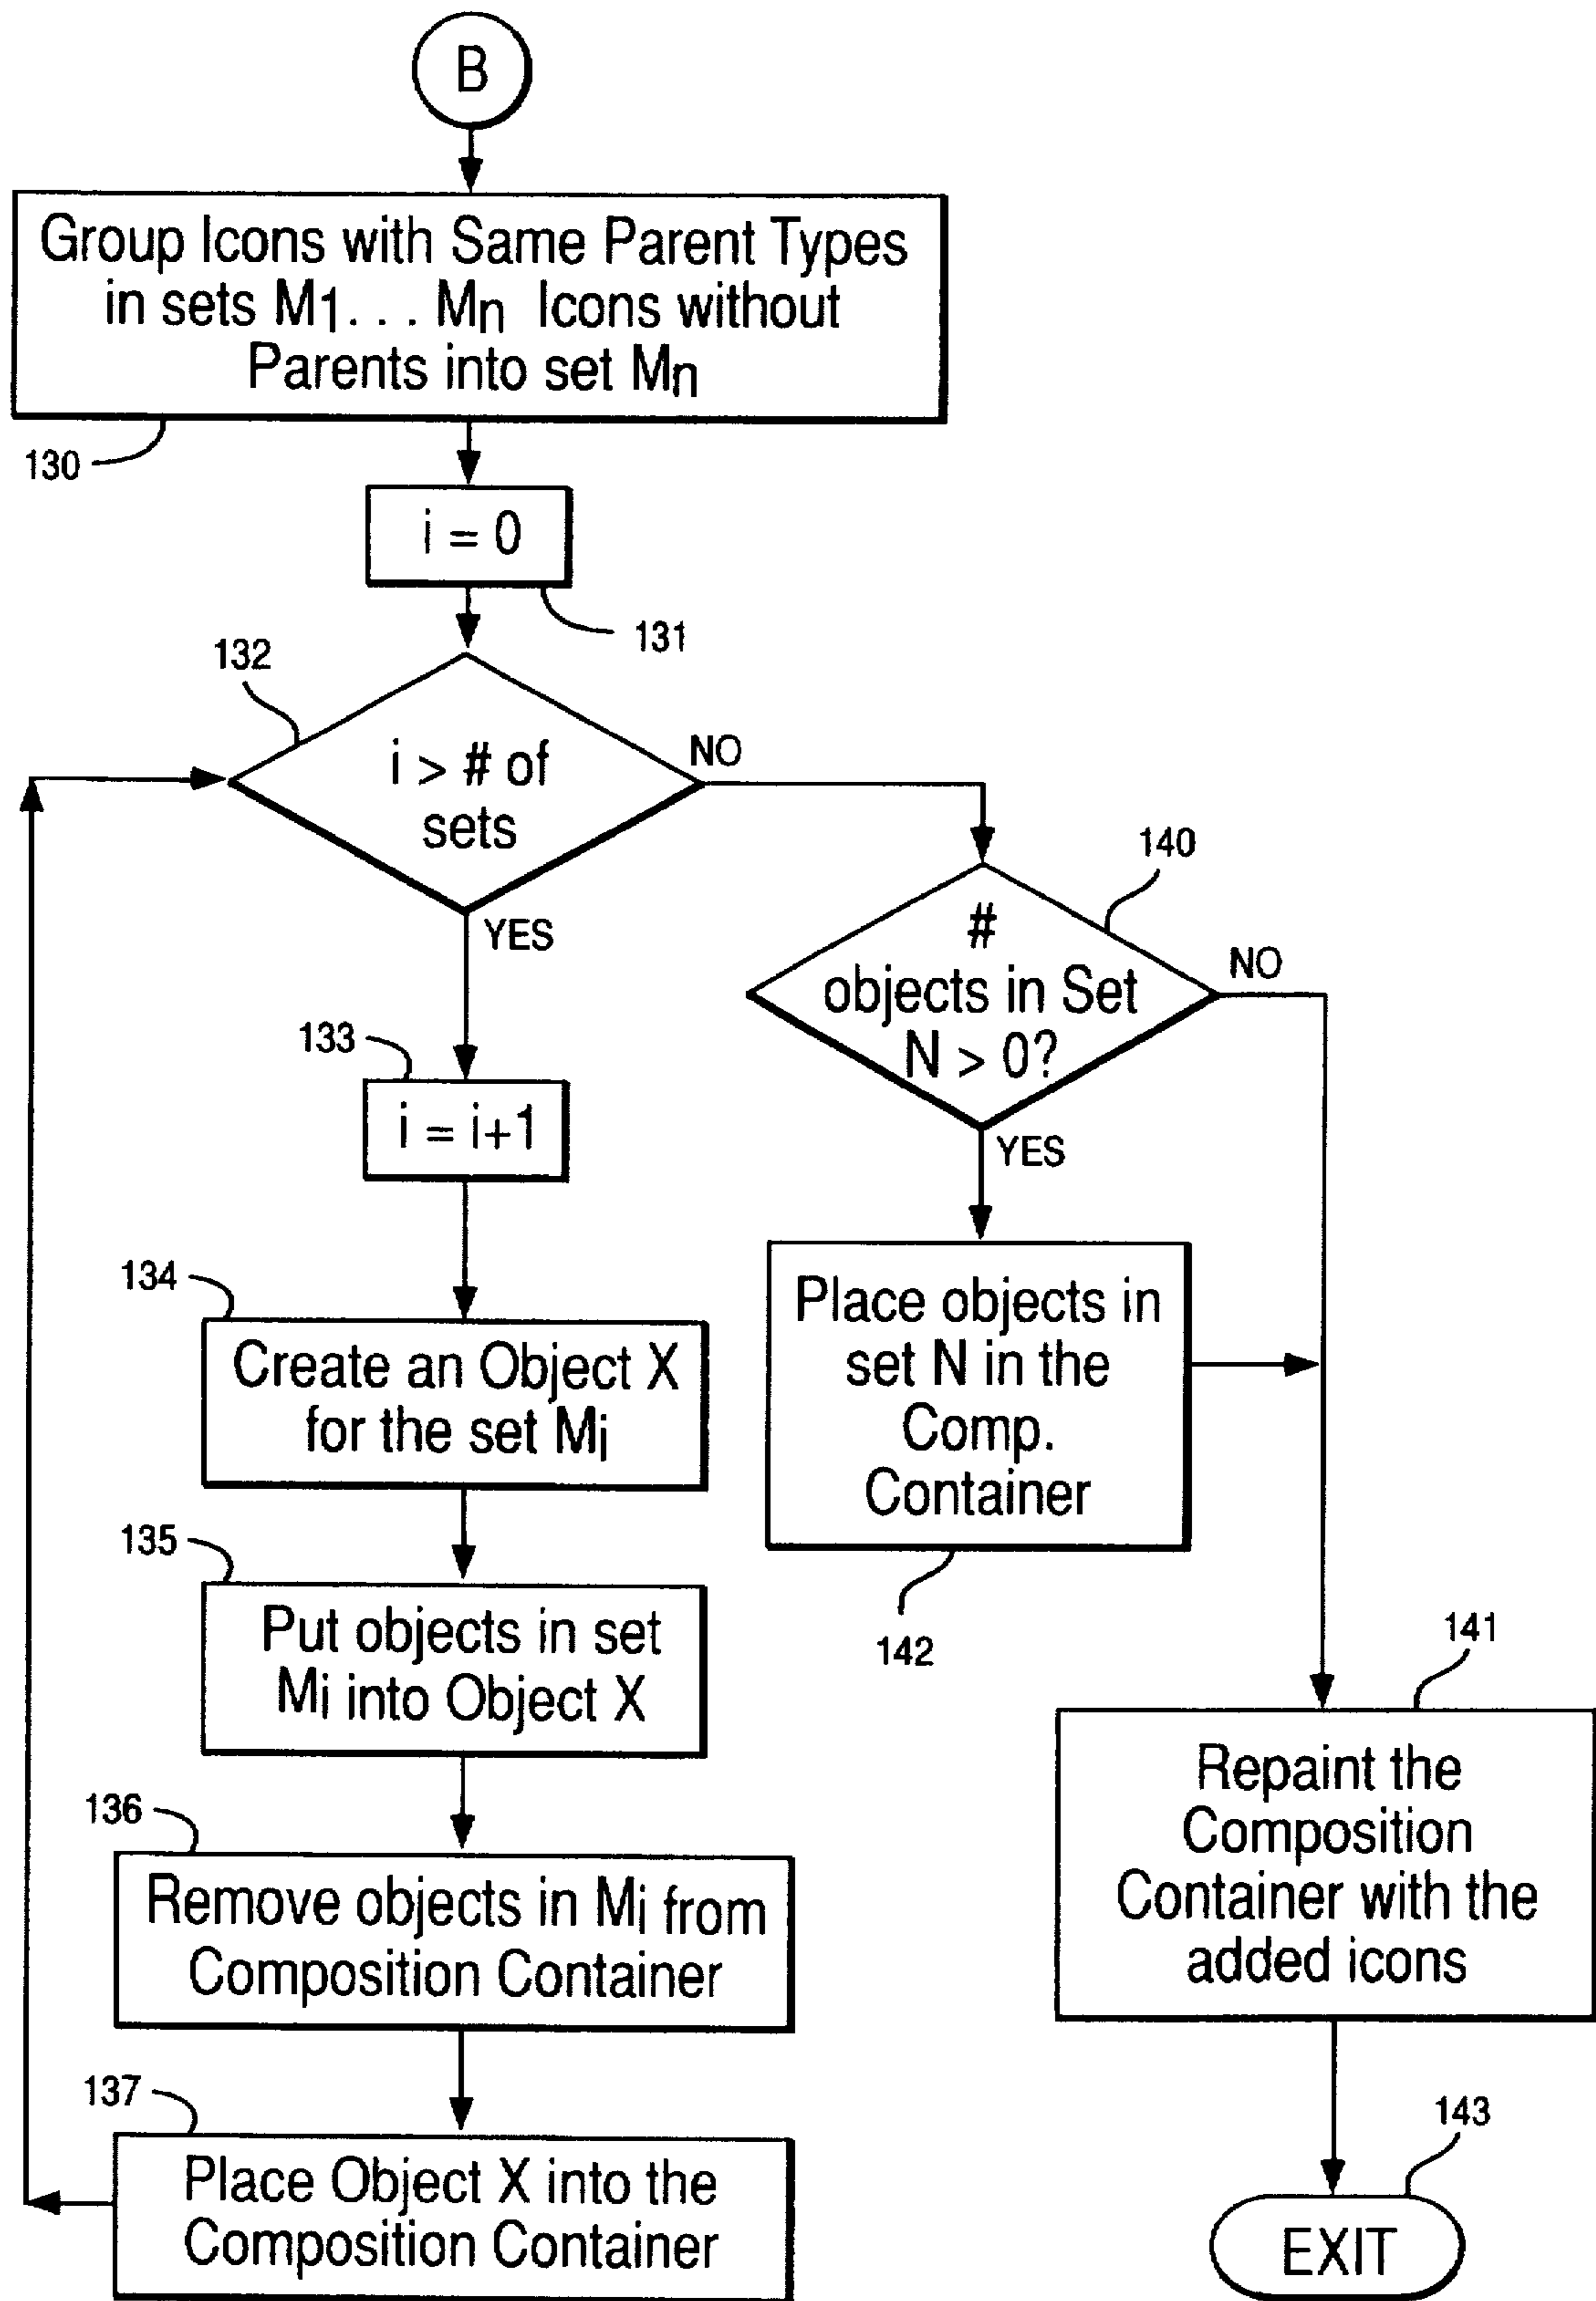 B
Group Icons with Same Parent Types
in sets M1. . . Mn Icons without
Parents into set Mn
130
i = 0
131
132
i > # of
sets
NO
YES
133
i = i+1
134
Create an Object X
for the set Mi
135
Put objects in set
Mi into Object X
136
Remove objects in Mi from
Composition Container
137
Place Object X into the
Composition Container
140
#
objects in Set
N > 0?
NO
YES
Place objects in
set N in the
Comp.
Container
142
141
Repaint the
Composition
Container with the
added icons
143
EXIT